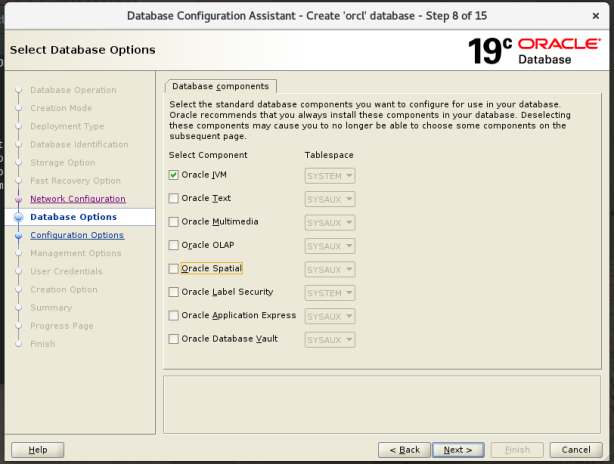 Database Configuration Assistant - Create 'orcl' database - Step 8 of 15
Select Database Options
19c ORACLE
Database
Database Operation
Creation Mode
Deployment Type
Database Identification
Storage Option
Fast Recovery Option
Network Configuration
Database Options
Configuration Options
Management Options
User Credentials
Creation Option
Summary
Progress Page
Finish
Database components
Select the standard database components you want to configure for use in your database.
Oracle recommends that you always install these components in your database. Deselecting
these components may cause you to no longer be able to choose some components on the
subsequent page.
Select Component Tablespace
Oracle JVM SYSTEM
Oracle Text SYSAUX
Oracle Multimedia SYSAUX
Oracle OLAP SYSAUX
Oracle Spatial SYSAUX
Oracle Label Security SYSTEM
Oracle Application Express SYSAUX
Oracle Database Vault SYSAUX
Help < Back Next > Finish Cancel